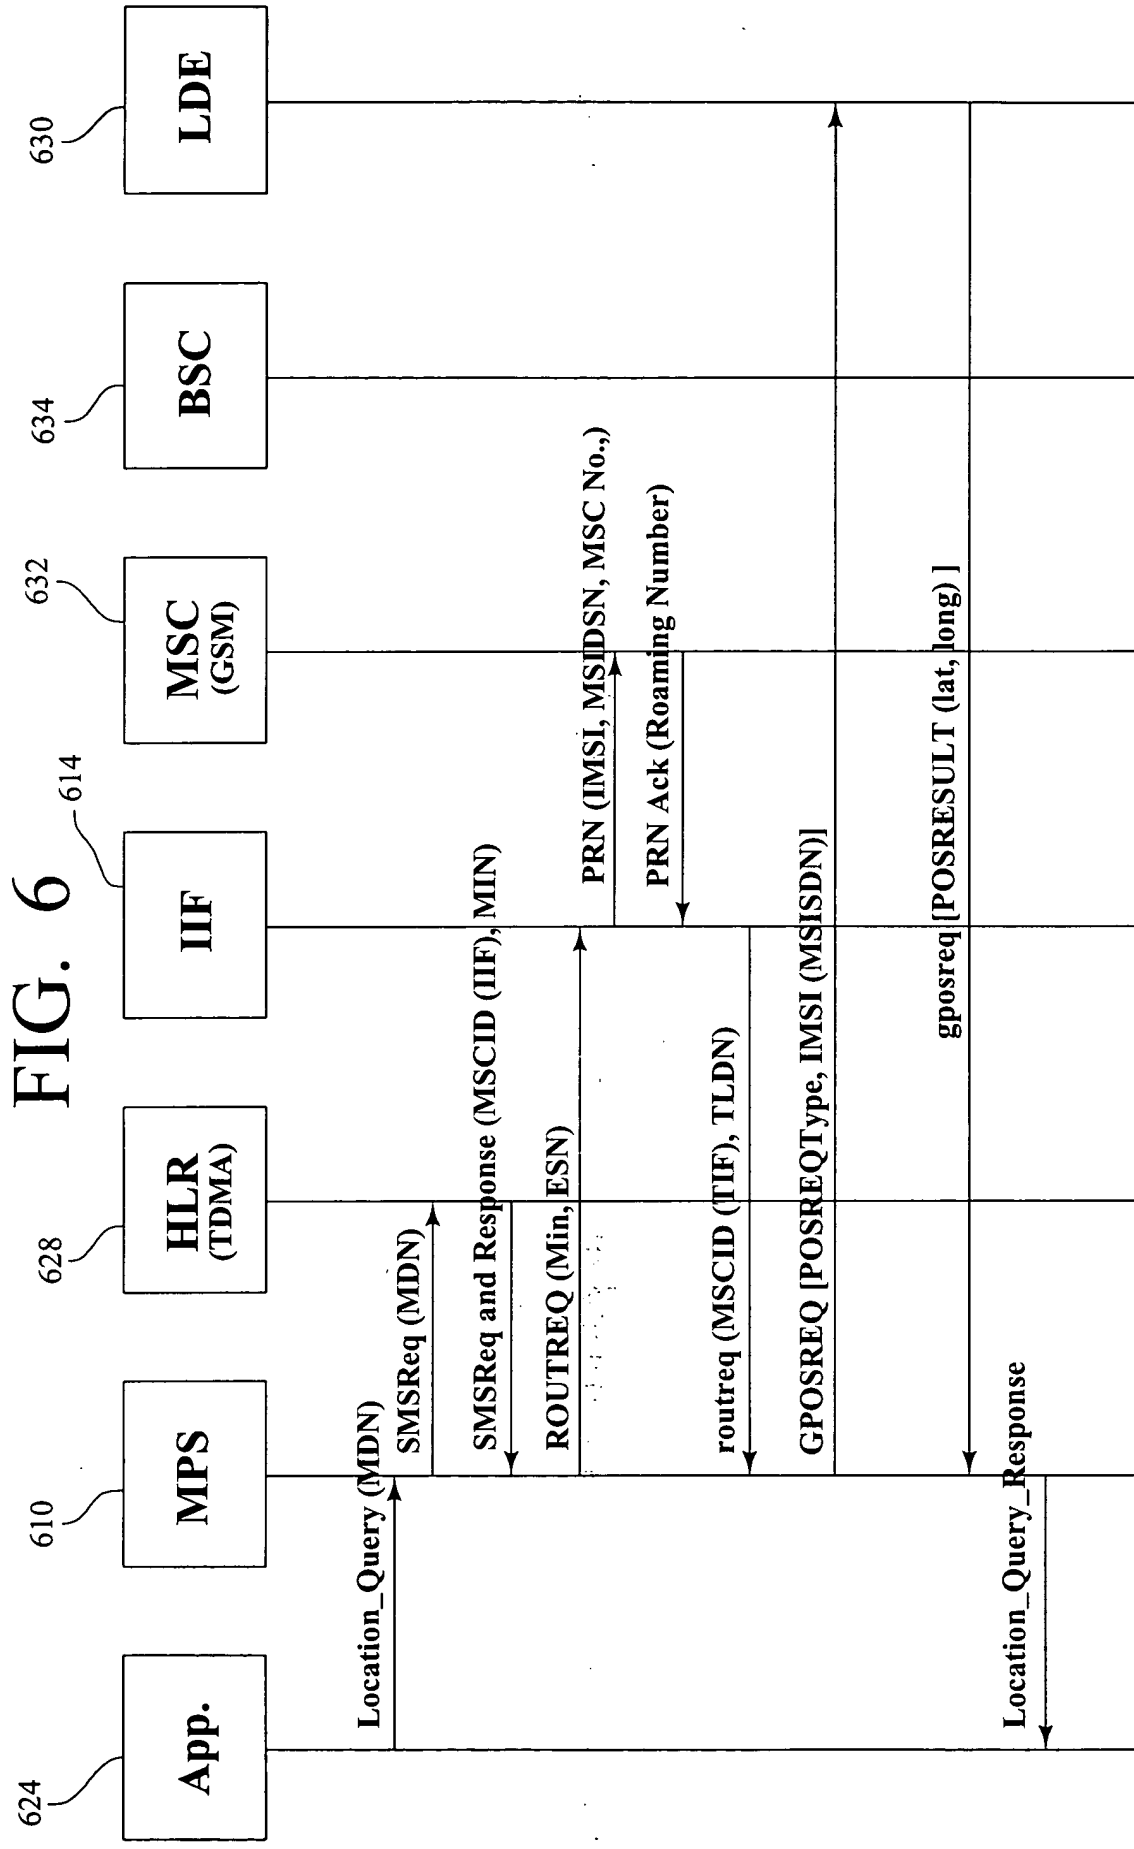 FIG. 6
624
610
628
614
632
634
630
App.
MPS
HLR
(TDMA)
IIF
MSC
(GSM)
BSC
LDE
Location_Query (MDN)
SMSReq (MDN)
SMSReq and Response (MSCID (IIF), MIN)
ROUTREQ (Min, ESN)
PRN (IMSI, MSIDSN, MSC No.,)
PRN Ack (Roaming Number)
routreq (MSCID (TIF), TLDN)
GPOSREQ [POSREQType, IMSI (MSISDN)]
gposreq [POSRESULT (lat, long) ]
Location_Query_Response